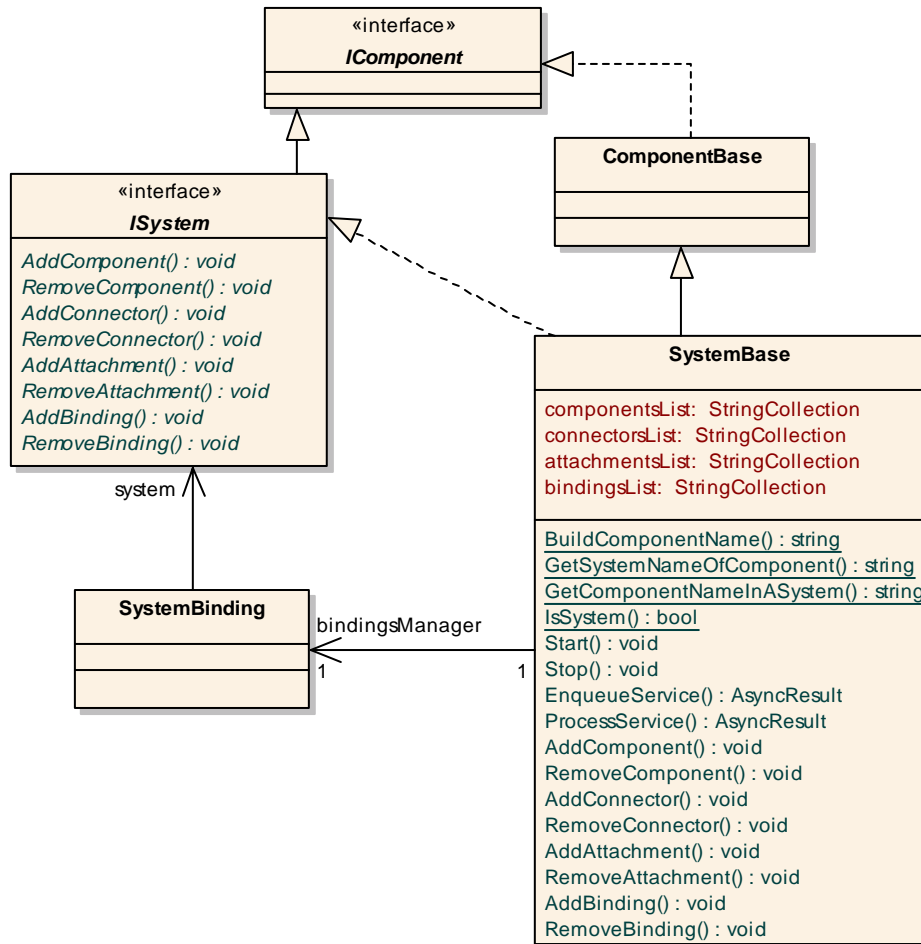 «interface»
IComponent
ComponentBase
«interface»
ISystem
AddComponent() : void
RemoveComponent() : void
AddConnector() : void
RemoveConnector() : void
AddAttachment() : void
RemoveAttachment() : void
AddBinding() : void
RemoveBinding() : void
system
SystemBinding
bindingsManager
1
1
SystemBase
componentsList: StringCollection
connectorsList: StringCollection
attachmentsList: StringCollection
bindingsList: StringCollection
BuildComponentName() : string
GetSystemNameOfComponent() : string
GetComponentNameInASystem() : string
IsSystem() : bool
Start() : void
Stop() : void
EnqueueService() : AsyncResult
ProcessService() : AsyncResult
AddComponent() : void
RemoveComponent() : void
AddConnector() : void
RemoveConnector() : void
AddAttachment() : void
RemoveAttachment() : void
AddBinding() : void
RemoveBinding() : void